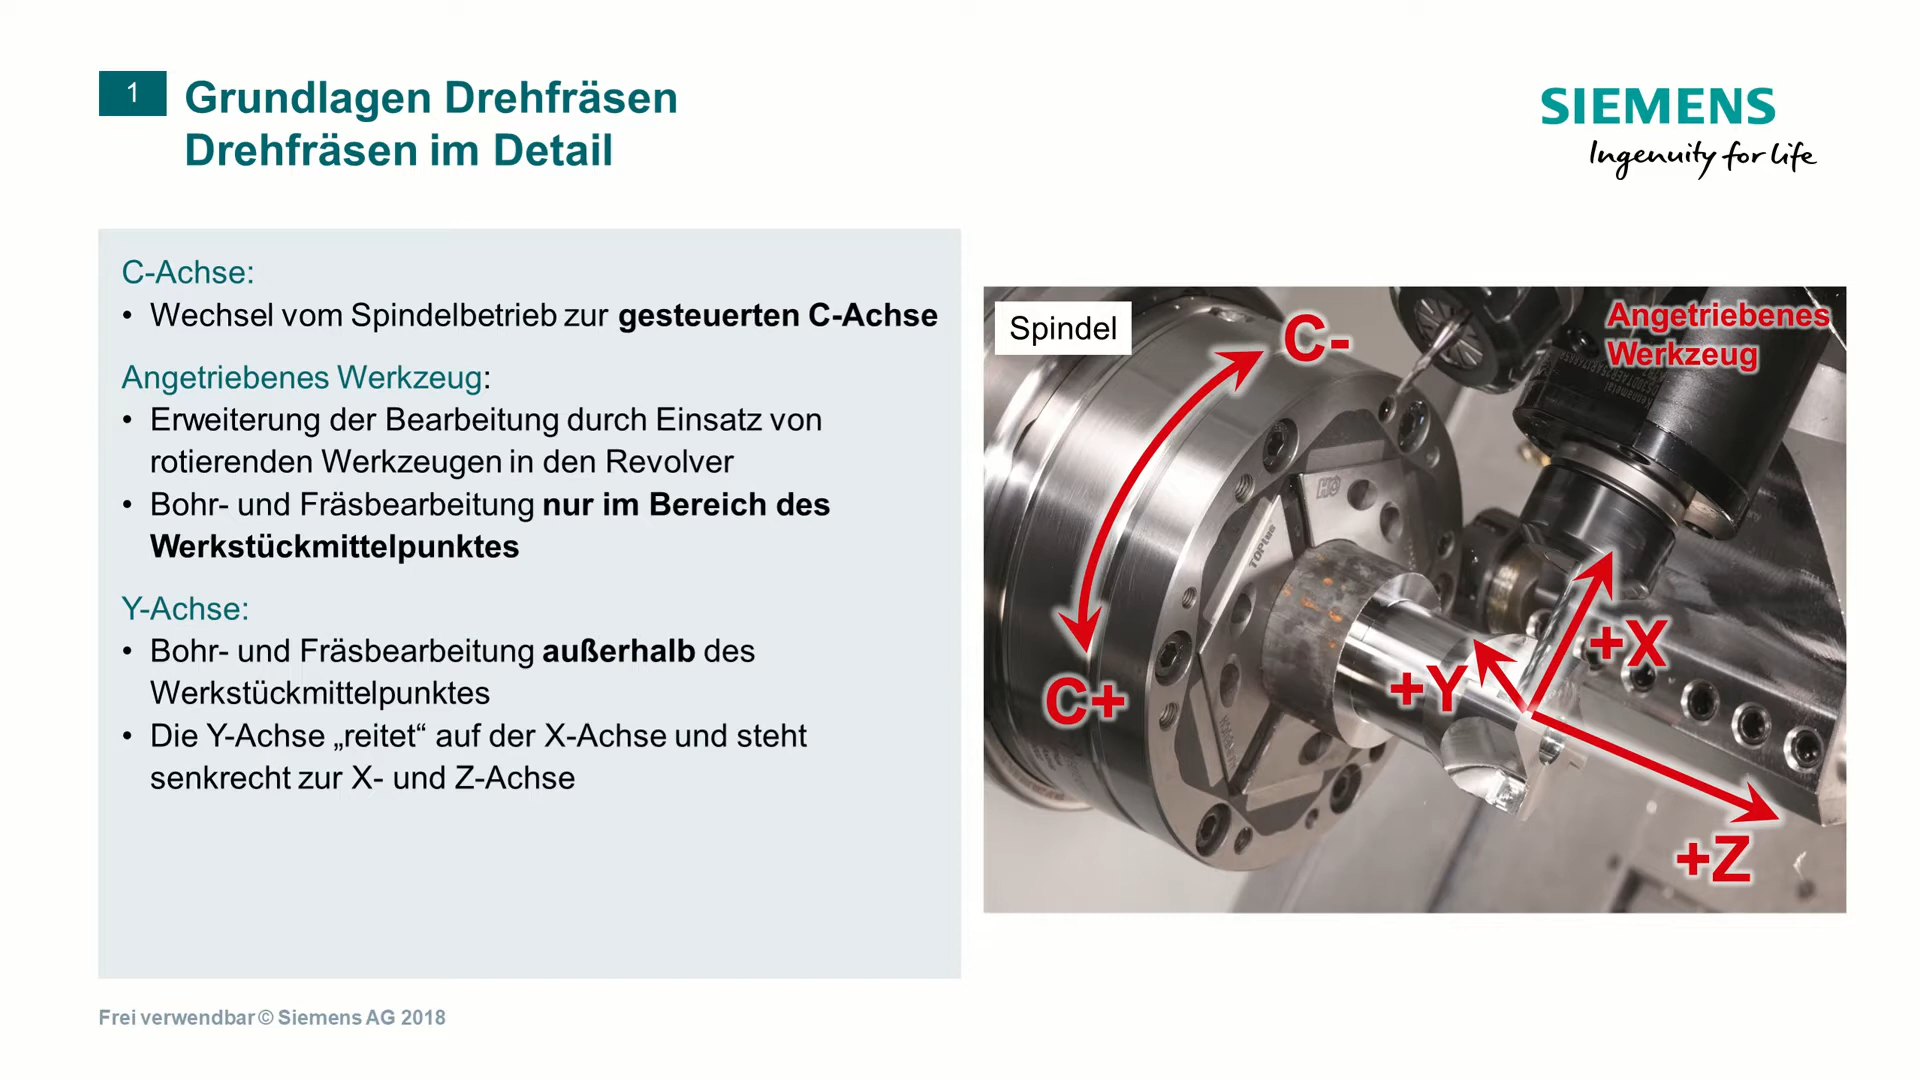 1
Grundlagen Drehfräsen
Drehfräsen im Detail
SIEMENS
Ingenuity for life
C-Achse:
• Wechsel vom Spindelbetrieb zur gesteuerten C-Achse
Angetriebenes Werkzeug:
• Erweiterung der Bearbeitung durch Einsatz von
rotierenden Werkzeugen in den Revolver
• Bohr- und Fräsbearbeitung nur im Bereich des
Werkstückmittelpunktes
Y-Achse:
• Bohr- und Fräsbearbeitung außerhalb des
Werkstückmittelpunktes
• Die Y-Achse „reitet“ auf der X-Achse und steht
senkrecht zur X- und Z-Achse
Spindel
C-
Angetriebenes
Werkzeug
TOPlus
C+
+Y
+X
+Z
Frei verwendbar © Siemens AG 2018